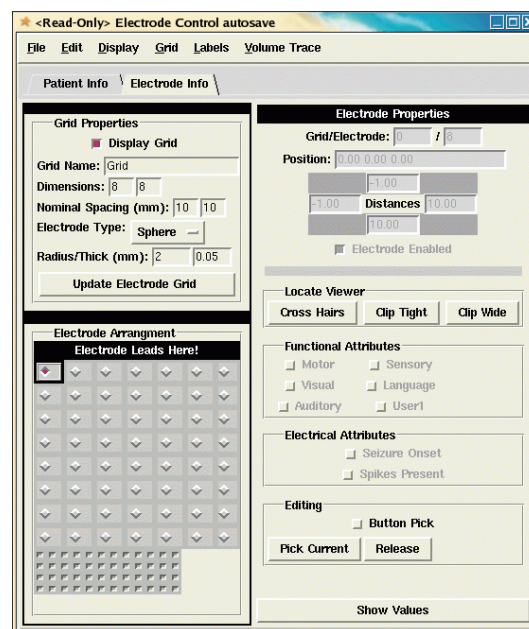 <Read-Only> Electrode Control autosave
File Edit Display Grid Labels Volume Trace
Patient Info Electrode Info
Grid Properties
Display Grid
Grid Name: Grid
Dimensions: 8 8
Nominal Spacing (mm): 10 10
Electrode Type: Sphere
Radius/Thick (mm): 2 0.05
Update Electrode Grid
Electrode Arrangment
Electrode Leads Here!
Electrode Properties
Grid/Electrode: 0 / 8
Position: 0.00 0.00 0.00
-1.00
-1.00 Distances 10.00
10.00
Electrode Enabled
Locate Viewer
Cross Hairs Clip Tight Clip Wide
Functional Attributes
Motor Sensory
Visual Language
Auditory User1
Electrical Attributes
Seizure Onset
Spikes Present
Editing
Button Pick
Pick Current Release
Show Values